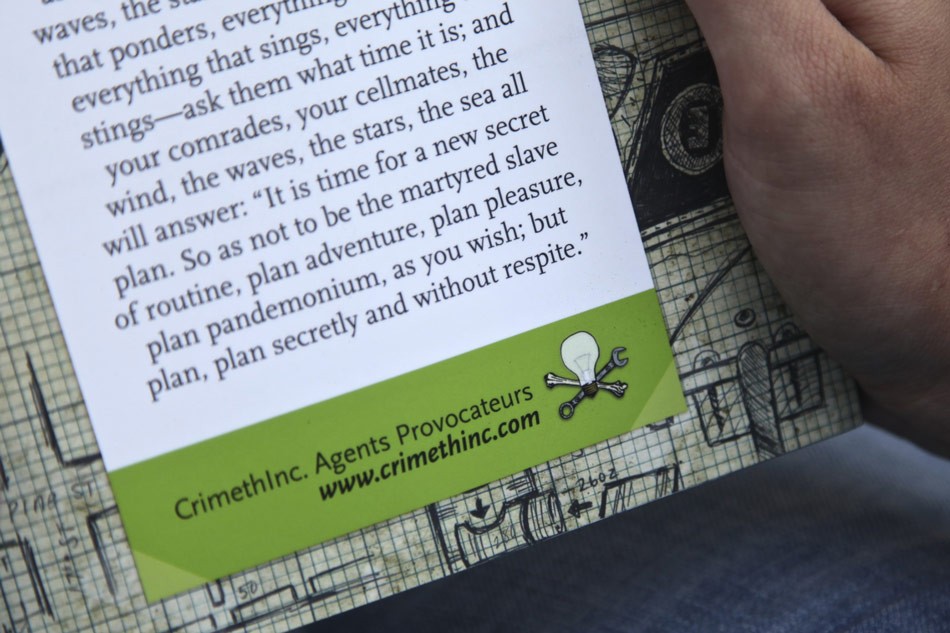 waves, the
that ponders, everything
everything that sings, everything
stings—ask them what time it is; and
your comrades, your cellmates, the
wind, the waves, the stars, the sea all
will answer: “It is time for a new secret
plan. So as not to be the martyred slave
of routine, plan adventure, plan pleasure,
plan pandemonium, as you wish; but
plan, plan secretly and without respite.”
CrimethInc. Agents Provocateurs
www.crimethinc.com
2602
50